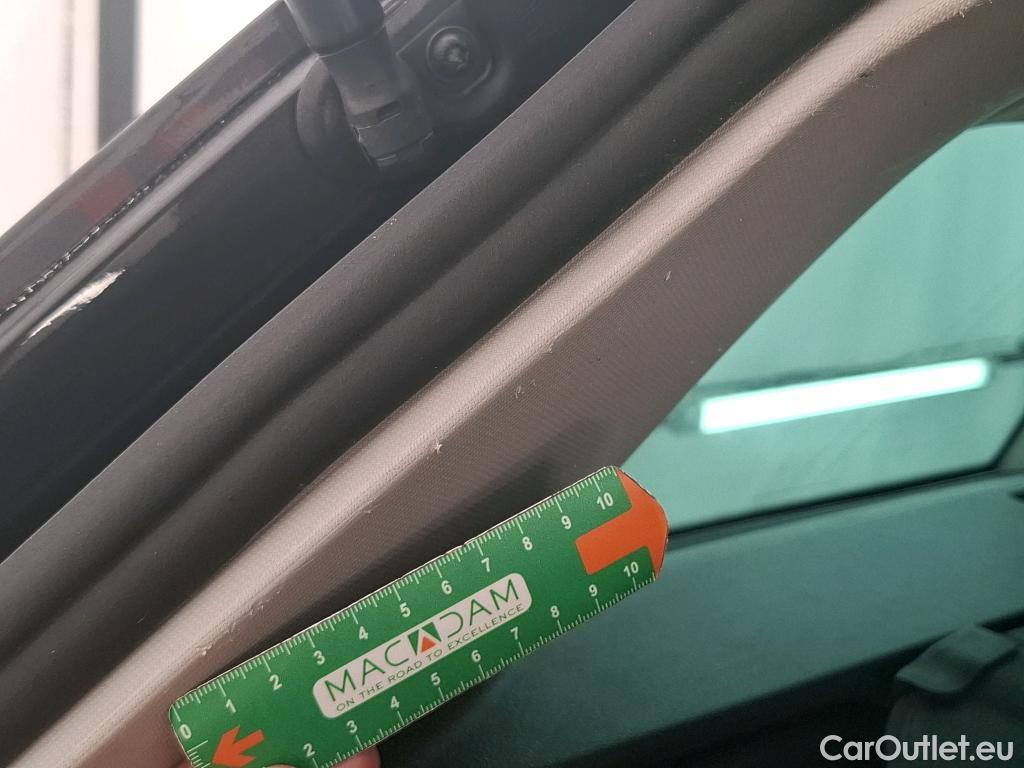 0 1 2 3 4 5 6 7 8 9 10
MACADAM
ON THE ROAD TO EXCELLENCE
2 3 4 5 6 7 8 9 10
CarOutlet.eu